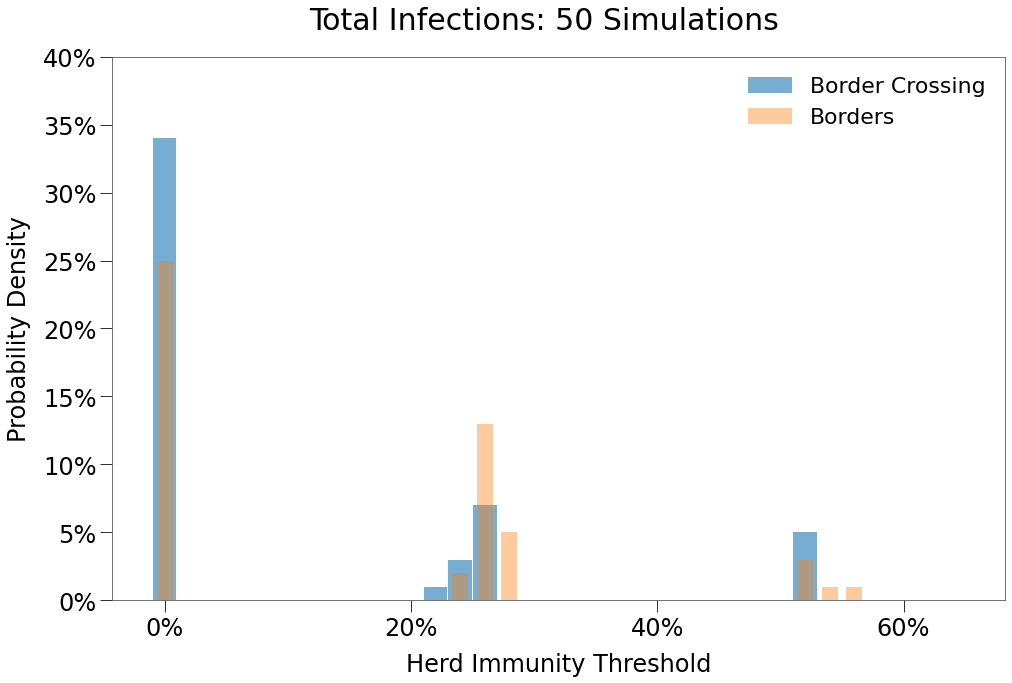 Total Infections: 50 Simulations
40%
35%
30%
25%
20%
15%
10%
5%
0%
Probability Density
Border Crossing
Borders
0%
20%
40%
60%
Herd Immunity Threshold